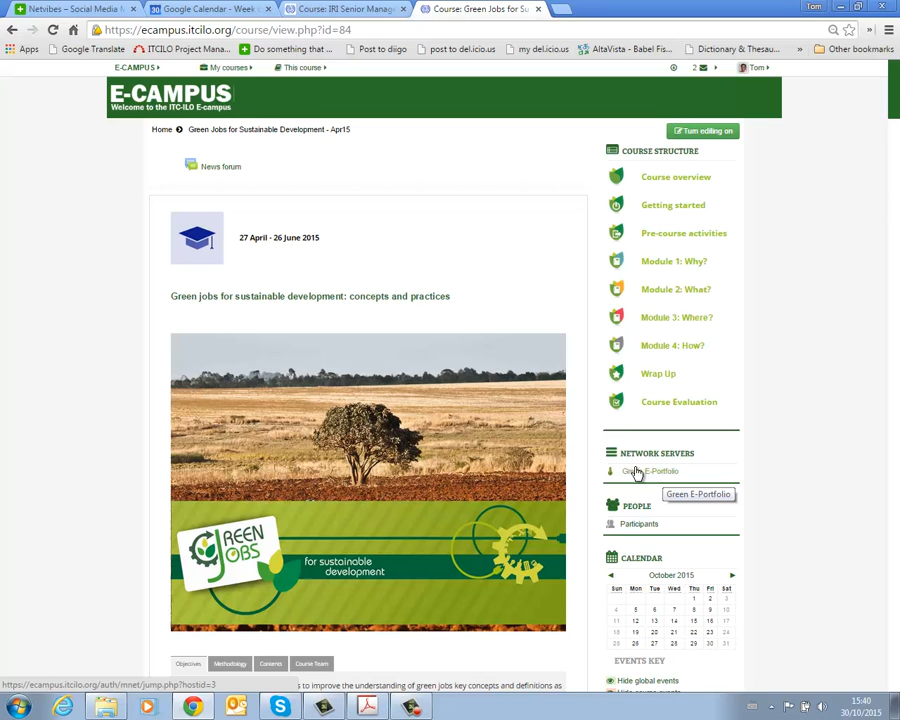 Netvibes – Social Media M
30 Google Calendar - Week o
Course: IRI Senior Manage
Course: Green Jobs for Su
Tom
https://ecampus.itcilo.org/course/view.php?id=84
Apps
Google Translate
ITCILO Project Mana...
Do something that ...
Post to diigo
post to del.icio.us
my del.icio.us
AltaVista - Babel Fis...
Dictionary & Thesau...
Other bookmarks
E-CAMPUS
My courses
This course
2
Tom
E-CAMPUS
Welcome to the ITC-ILO E-campus
Home Green Jobs for Sustainable Development - Apr15
Turn editing on
News forum
27 April - 26 June 2015
Green jobs for sustainable development: concepts and practices
GREEN
JOBS
for sustainable
development
Objectives Methodology Contents Course Team
s to improve the understanding of green jobs key concepts and definitions as
COURSE STRUCTURE
Course overview
Getting started
Pre-course activities
Module 1: Why?
Module 2: What?
Module 3: Where?
Module 4: How?
Wrap Up
Course Evaluation
NETWORK SERVERS
Green E-Portfolio
Green E-Portfolio
PEOPLE
Participants
CALENDAR
October 2015
Sun Mon Tue Wed Thu Fri Sat
1 2 3
4 5 6 7 8 9 10
11 12 13 14 15 16 17
18 19 20 21 22 23 24
25 26 27 28 29 30 31
EVENTS KEY
Hide global events
https://ecampus.itcilo.org/auth/mnet/jump.php?hostid=3
15:40
30/10/2015